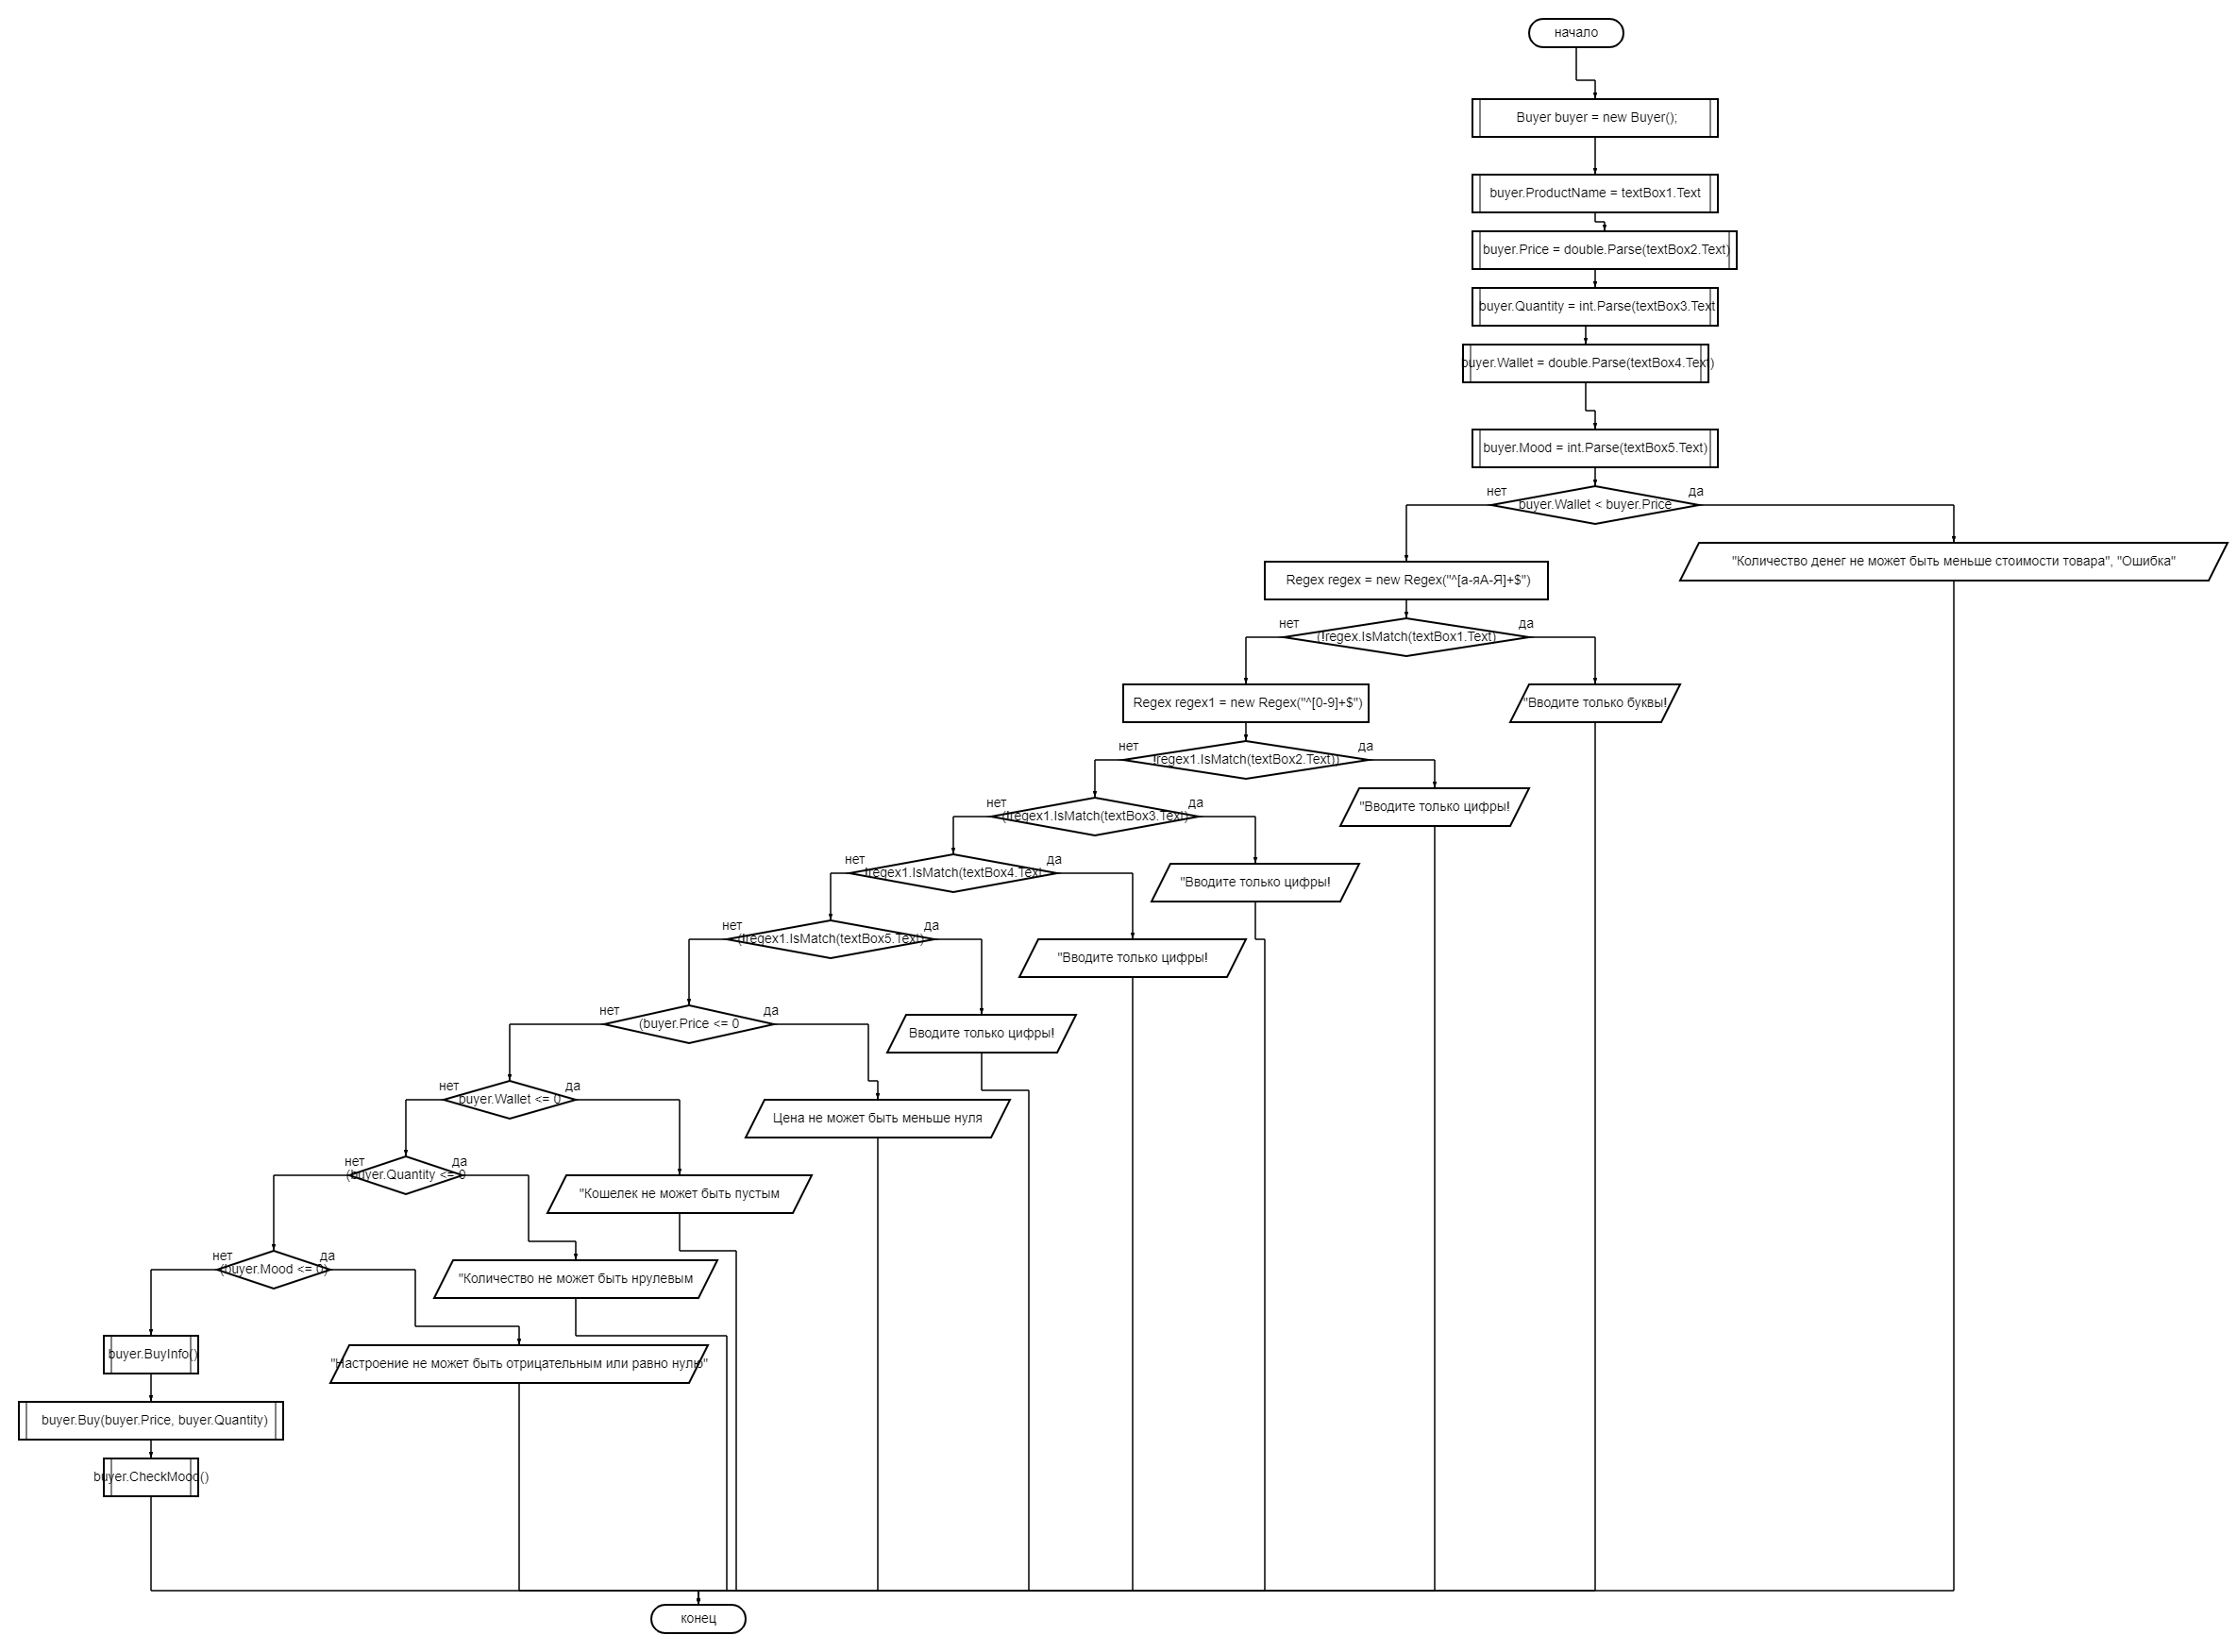 начало
Buyer buyer = new Buyer();
buyer.ProductName = textBox1.Text
buyer.Price = double.Parse(textBox2.Text)
buyer.Quantity = int.Parse(textBox3.Text
buyer.Wallet = double.Parse(textBox4.Text)
buyer.Mood = int.Parse(textBox5.Text)
нет
да
buyer.Wallet < buyer.Price
"Количество денег не может быть меньше стоимости товара", "Ошибка"
Regex regex = new Regex("^[а-яА-Я]+$")
нет
да
(!regex.IsMatch(textBox1.Text)
Regex regex1 = new Regex("^[0-9]+$")
"Вводите только буквы!
нет
да
!regex1.IsMatch(textBox2.Text))
"Вводите только цифры!
нет
да
(!regex1.IsMatch(textBox3.Text)
"Вводите только цифры!
нет
да
!regex1.IsMatch(textBox4.Text
"Вводите только цифры!
нет
да
(!regex1.IsMatch(textBox5.Text)
Вводите только цифры!
нет
да
(buyer.Price <= 0
Цена не может быть меньше нуля
нет
да
buyer.Wallet <= 0
"Кошелек не может быть пустым
нет
да
(buyer.Quantity <= 0
"Количество не может быть нрулевым
нет
да
(buyer.Mood <= 0)
"Настроение не может быть отрицательным или равно нулю"
buyer.BuyInfo()
buyer.Buy(buyer.Price, buyer.Quantity)
buyer.CheckMood()
конец